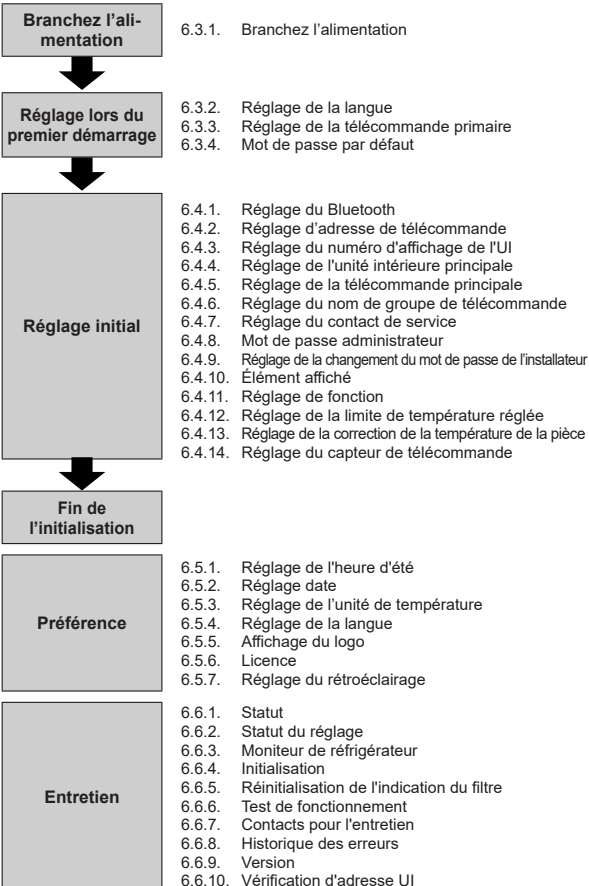 Branchez l’ali-
mentation
6.3.1. Branchez l’alimentation
Réglage lors du
premier démarrage
6.3.2. Réglage de la langue
6.3.3. Réglage de la télécommande primaire
6.3.4. Mot de passe par défaut
Réglage initial
6.4.1. Réglage du Bluetooth
6.4.2. Réglage d’adresse de télécommande
6.4.3. Réglage du numéro d'affichage de l'UI
6.4.4. Réglage de l'unité intérieure principale
6.4.5. Réglage de la télécommande principale
6.4.6. Réglage du nom de groupe de télécommande
6.4.7. Réglage du contact de service
6.4.8. Mot de passe administrateur
6.4.9. Réglage de la changement du mot de passe de l’installateur
6.4.10. Élément affiché
6.4.11. Réglage de fonction
6.4.12. Réglage de la limite de température réglée
6.4.13. Réglage de la correction de la température de la pièce
6.4.14. Réglage du capteur de télécommande
Fin de
l’initialisation
Préférence
6.5.1. Réglage de l'heure d'été
6.5.2. Réglage date
6.5.3. Réglage de l’unité de température
6.5.4. Réglage de la langue
6.5.5. Affichage du logo
6.5.6. Licence
6.5.7. Réglage du rétroéclairage
Entretien
6.6.1. Statut
6.6.2. Statut du réglage
6.6.3. Moniteur de réfrigérateur
6.6.4. Initialisation
6.6.5. Réinitialisation de l'indication du filtre
6.6.6. Test de fonctionnement
6.6.7. Contacts pour l'entretien
6.6.8. Historique des erreurs
6.6.9. Version
6.6.10. Vérification d'adresse UI